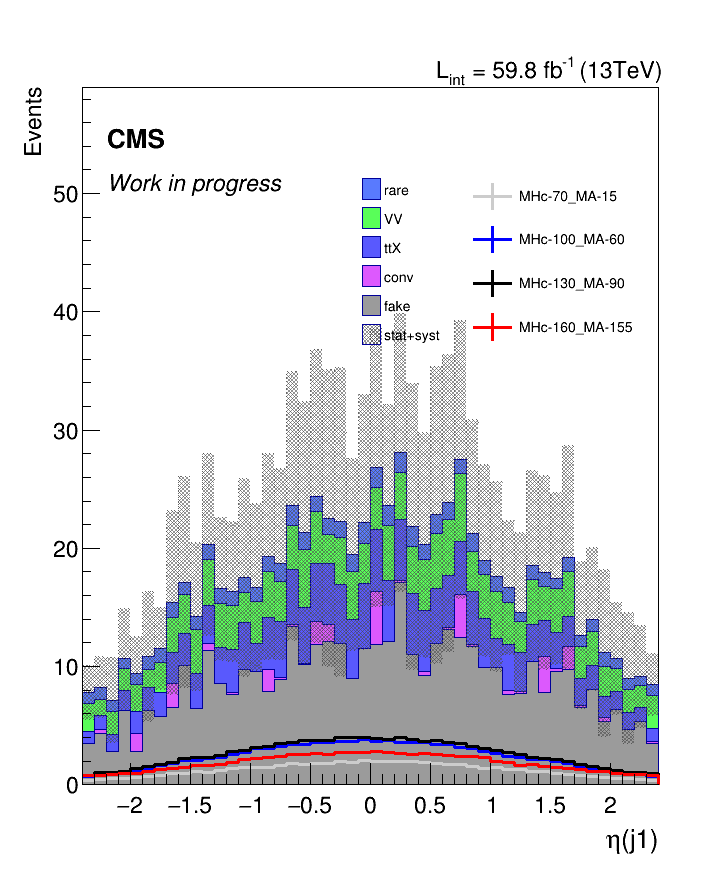 L_int = 59.8 fb^-1 (13TeV)
Events
CMS
Work in progress
rare
VV
ttX
conv
fake
stat+syst
MHc-70_MA-15
MHc-100_MA-60
MHc-130_MA-90
MHc-160_MA-155
50
40
30
20
10
0
−2
−1.5
−1
−0.5
0
0.5
1
1.5
2
η(j1)